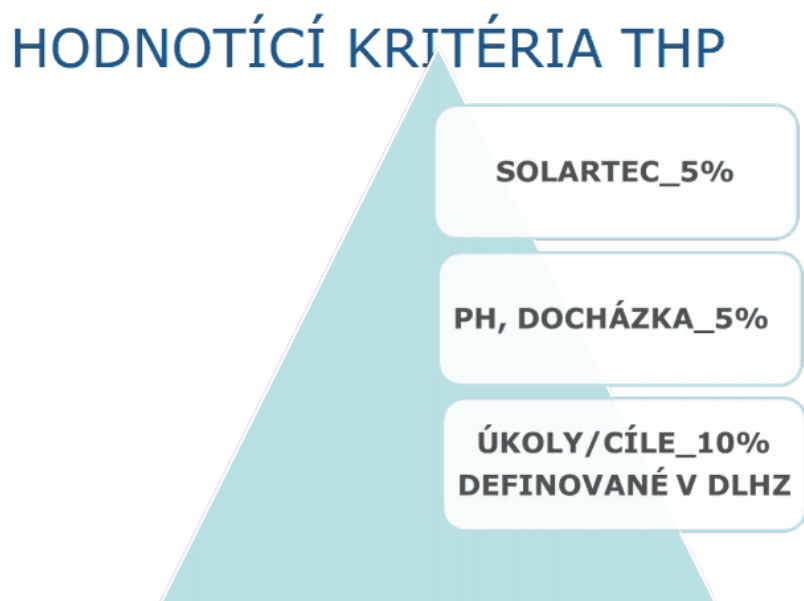 HODNOTÍCÍ KRITÉRIA THP
SOLARTEC_5%
PH, DOCHÁZKA_5%
ÚKOLY/CÍLE_10%
DEFINOVANÉ V DLHZ